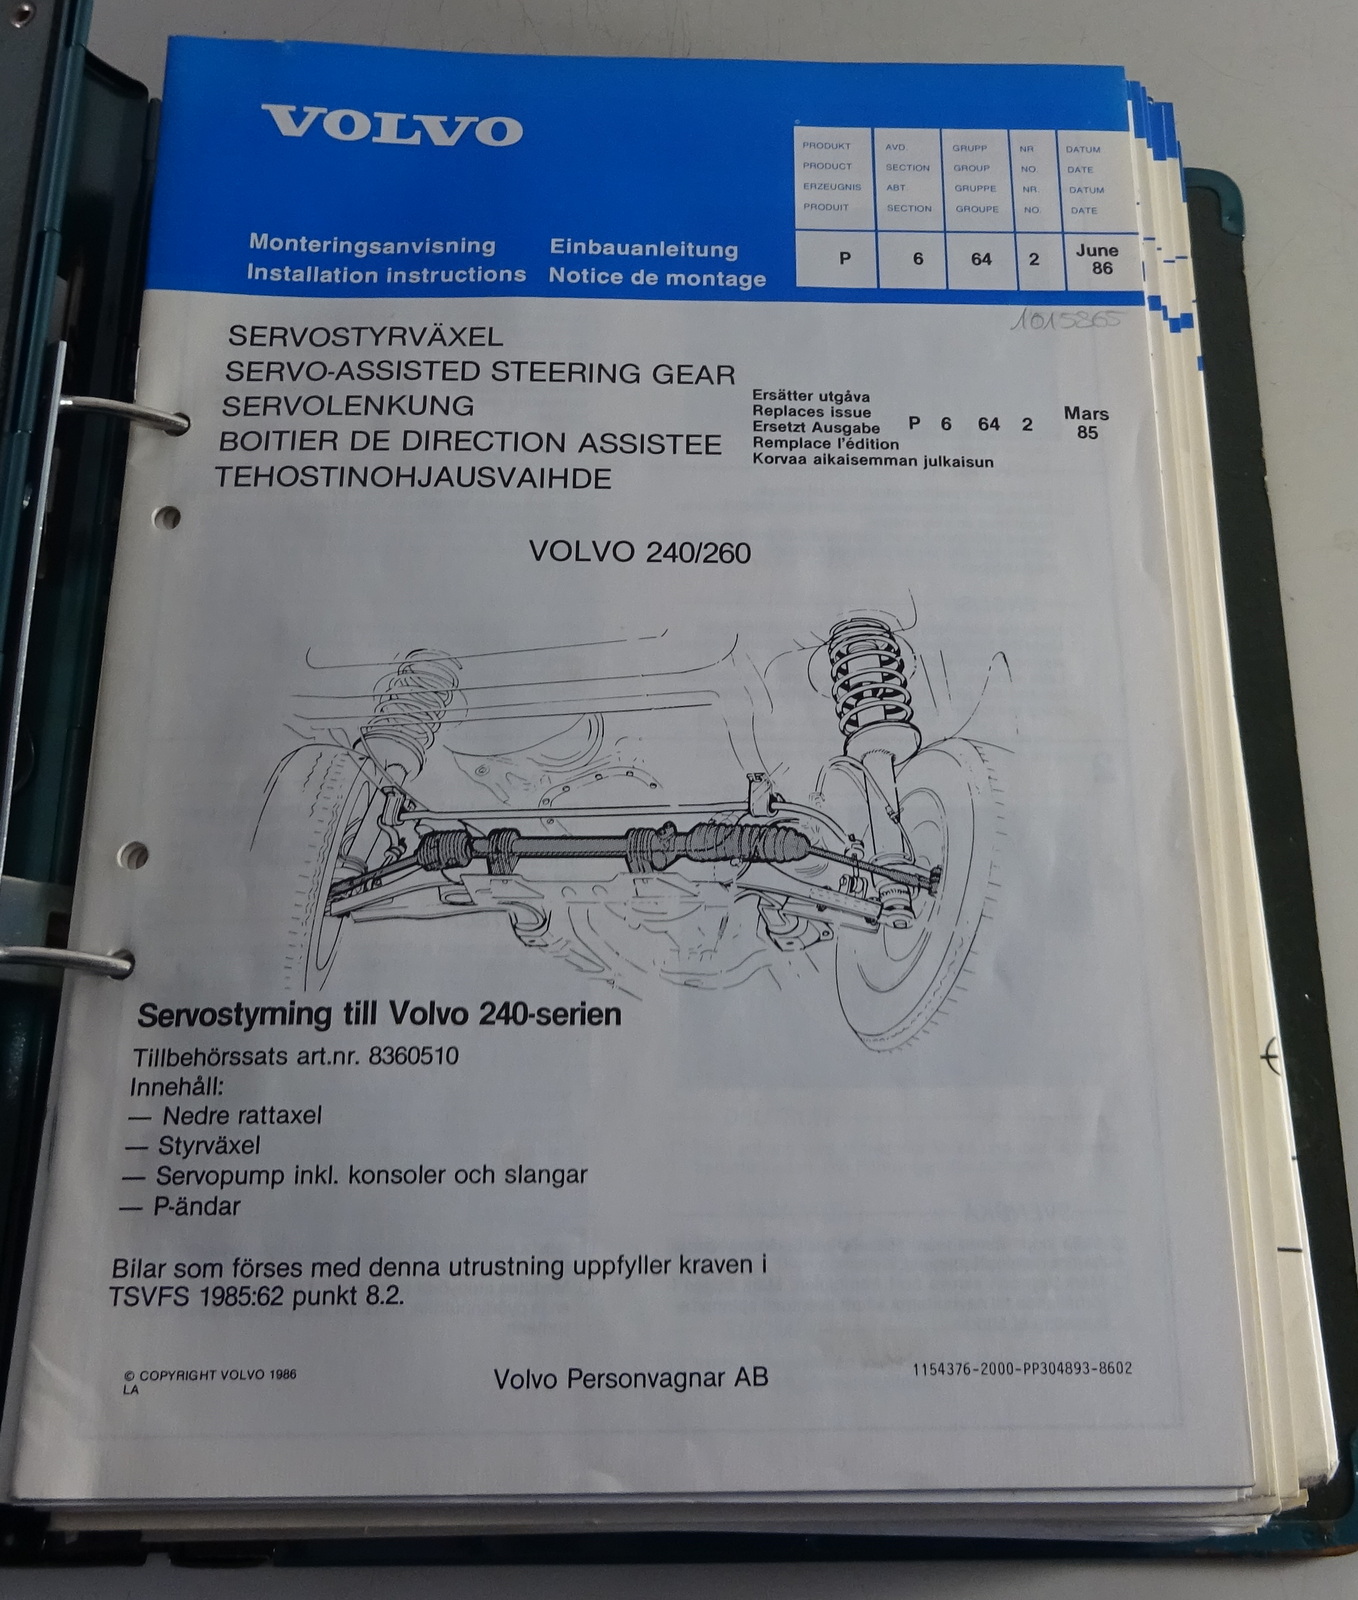 VOLVO
Monteringsanvisning Einbauanleitung
Installation instructions Notice de montage
PRODUKT AVD. GRUPP NR DATUM
PRODUCT SECTION GROUP NO. DATE
ERZEUGNIS ABT. GRUPPE NR. DATUM
PRODUIT SECTION GROUPE NO. DATE
P 6 64 2 June 86
1015865
SERVOSTYRVÄXEL
SERVO-ASSISTED STEERING GEAR
SERVOLENKUNG
BOITIER DE DIRECTION ASSISTEE
TEHOSTINOHJAUSVAIHDE
Ersätter utgåva
Replaces issue
Ersetzt Ausgabe P 6 64 2 Mars 85
Remplace l'édition
Korvaa aikaisemman julkaisun
VOLVO 240/260
Servostyrning till Volvo 240-serien
Tillbehörssats art.nr. 8360510
Innehåll:
— Nedre rattaxel
— Styrväxel
— Servopump inkl. konsoler och slangar
— P-ändar
Bilar som förses med denna utrustning uppfyller kraven i
TSVFS 1985:62 punkt 8.2.
© COPYRIGHT VOLVO 1986
LA
Volvo Personvagnar AB
1154376-2000-PP304893-8602